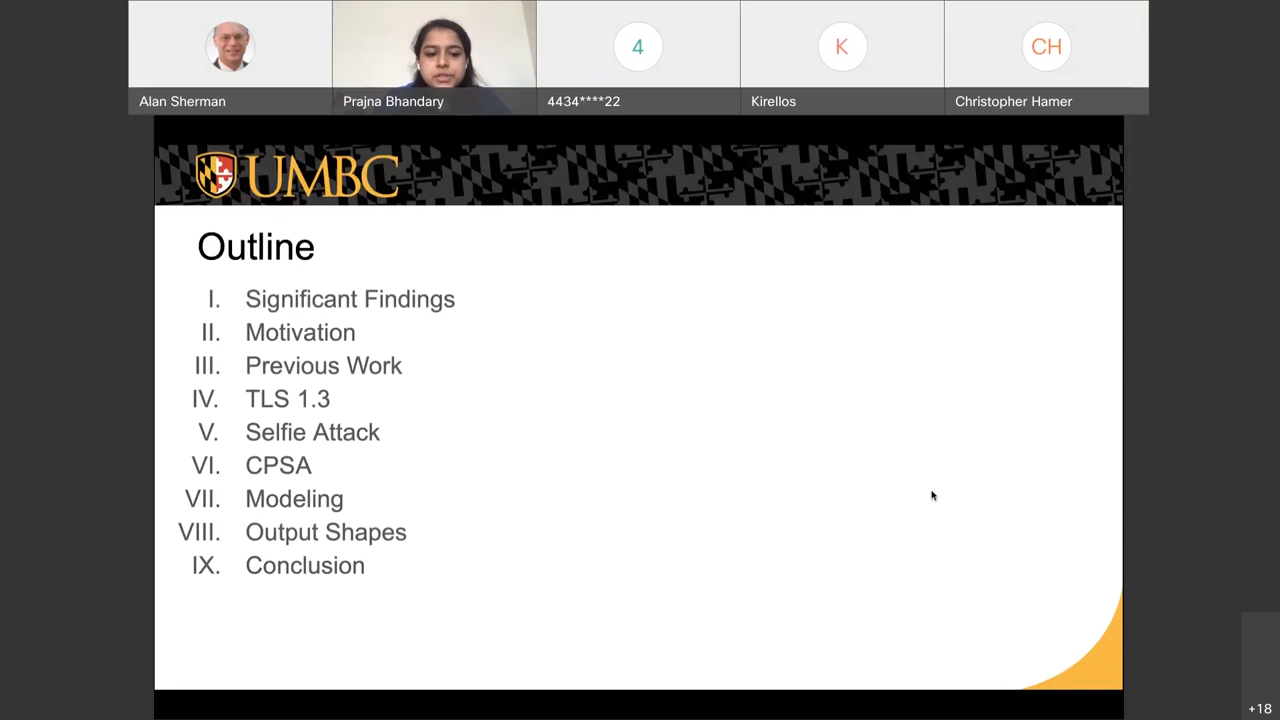 4
K
CH
Alan Sherman
Prajna Bhandary
4434****22
Kirellos
Christopher Hamer
UMBC
Outline
I. Significant Findings
II. Motivation
III. Previous Work
IV. TLS 1.3
V. Selfie Attack
VI. CPSA
VII. Modeling
VIII. Output Shapes
IX. Conclusion
+18